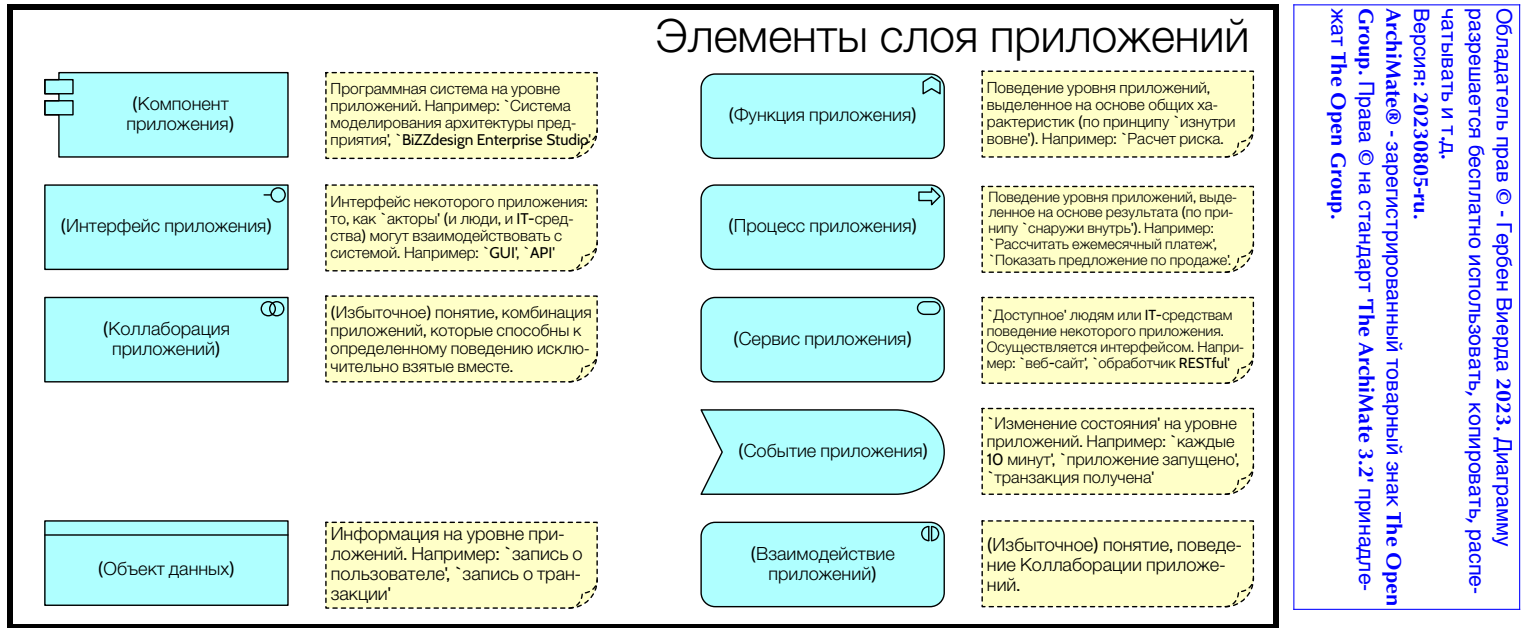 Элементы слоя приложений
(Компонент
приложения)
Программная система на уровне
приложений. Например: `Система
моделирования архитектуры пред-
приятия', `BiZZdesign Enterprise Studio'
(Функция приложения)
Поведение уровня приложений,
выделенное на основе общих ха-
рактеристик (по принципу `изнутри
вовне'). Например: `Расчет риска.
(Интерфейс приложения)
Интерфейс некоторого приложения:
то, как `акторы' (и люди, и IT-сред-
ства) могут взаимодействовать с
системой. Например: `GUI', `API'
(Процесс приложения)
Поведение уровня приложений, выде-
ленное на основе результата (по при-
нипу `снаружи внутрь'). Например:
`Рассчитать ежемесячный платеж',
`Показать предложение по продаже'.
(Коллаборация
приложений)
(Избыточное) понятие, комбинация
приложений, которые способны к
определенному поведению исклю-
чительно взятые вместе.
(Сервис приложения)
`Доступное' людям или IT-средствам
поведение некоторого приложения.
Осуществляется интерфейсом. Напри-
мер: `веб-сайт', `обработчик RESTful'
(Событие приложения)
`Изменение состояния' на уровне
приложений. Например: `каждые
10 минут', `приложение запущено',
`транзакция получена'
(Объект данных)
Информация на уровне при-
ложений. Например: `запись о
пользователе', `запись о тран-
закции'
(Взаимодействие
приложений)
(Избыточное) понятие, поведе-
ние Коллаборации приложе-
ний.
Обладатель прав © - Гербен Виерда 2023. Диаграмму
разрешается бесплатно использовать, копировать, распе-
чатывать и т.д.
Версия: 20230805-ru.
ArchiMate® - зарегистрированный товарный знак The Open
Group. Права © на стандарт 'The ArchiMate 3.2' принадле-
жат The Open Group.